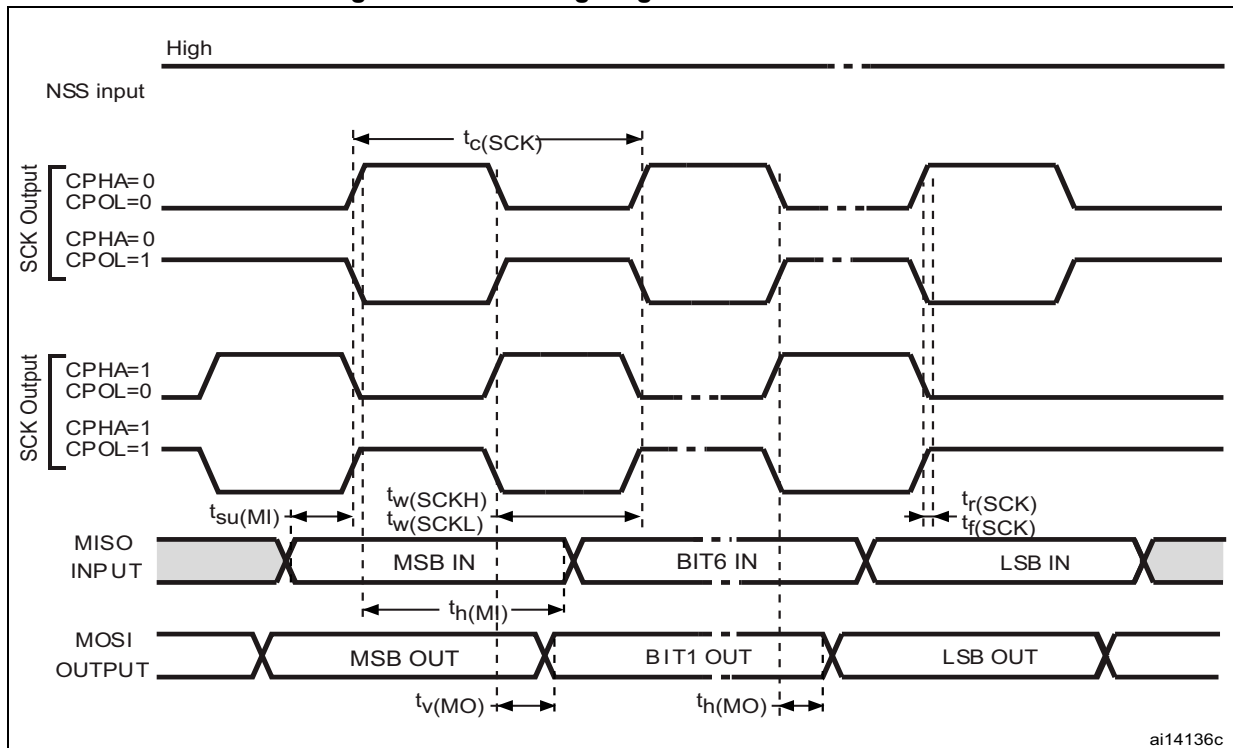 High
NSS input
tc(SCK)
SCK Output
CPHA=0
CPOL=0
CPHA=0
CPOL=1
SCK Output
CPHA=1
CPOL=0
CPHA=1
CPOL=1
tsu(MI)
tw(SCKH)
tw(SCKL)
tr(SCK)
tf(SCK)
MISO
INPUT
MSB IN
BIT6 IN
LSB IN
th(MI)
MOSI
OUTPUT
MSB OUT
BIT1 OUT
LSB OUT
tv(MO)
th(MO)
ai14136c